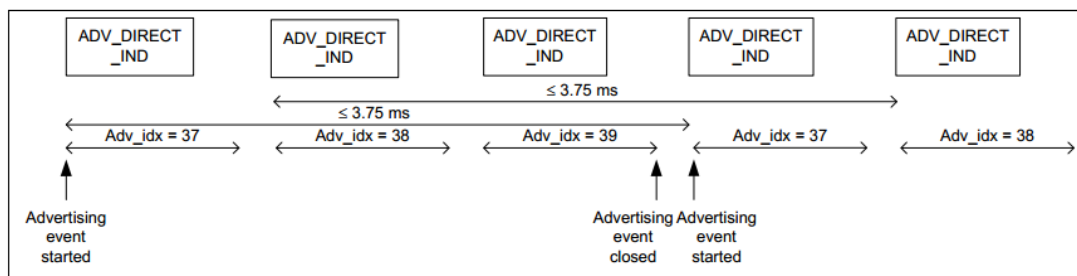 ADV_DIRECT
_IND
ADV_DIRECT
_IND
ADV_DIRECT
_IND
ADV_DIRECT
_IND
ADV_DIRECT
_IND
≤ 3.75 ms
≤ 3.75 ms
Adv_idx = 37
Adv_idx = 38
Adv_idx = 39
Adv_idx = 37
Adv_idx = 38
Advertising
event
started
Advertising
event
closed
Advertising
event
started